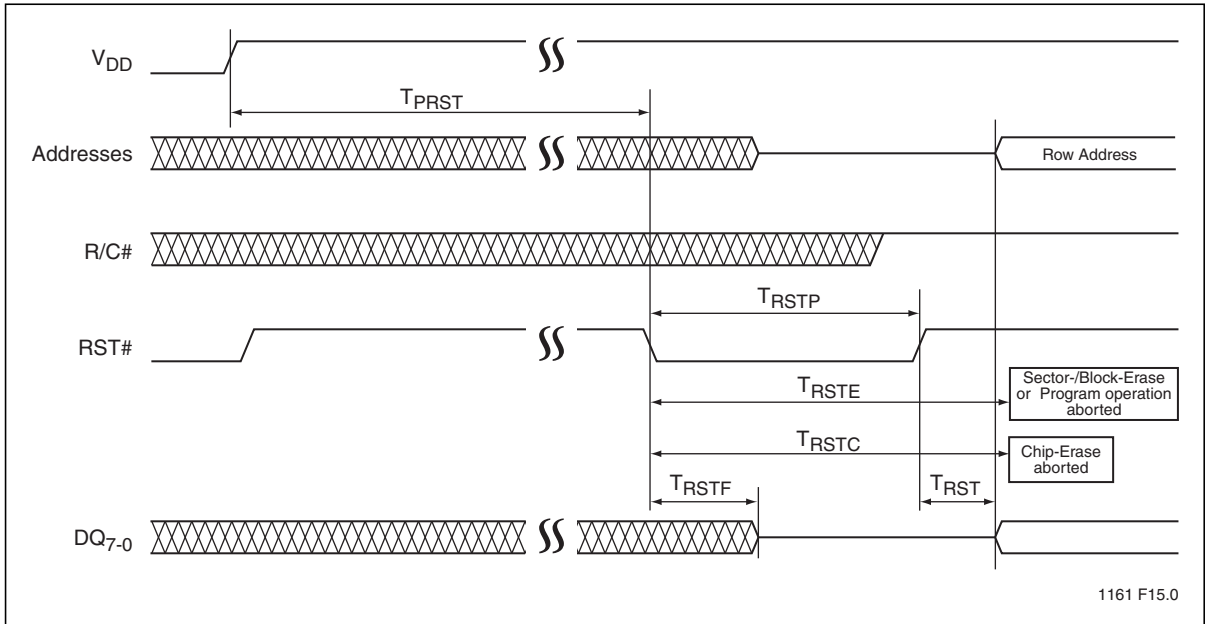 VDD
TPRST
Addresses
Row Address
R/C#
TRSTP
RST#
TRSTE
Sector-/Block-Erase
or Program operation
aborted
TRSTC
Chip-Erase
aborted
TRSTF
TRST
DQ7-0
1161 F15.0